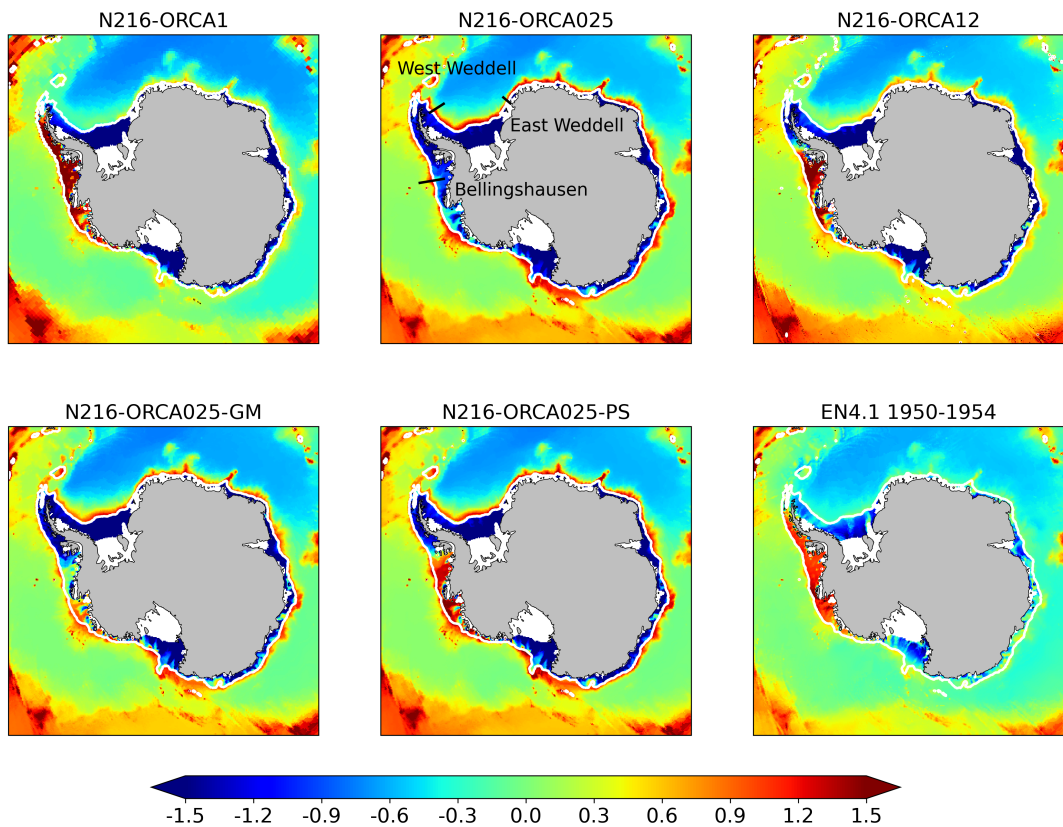 N216-ORCA1
N216-ORCA025
N216-ORCA12
West Weddell
East Weddell
Bellingshausen
N216-ORCA025-GM
N216-ORCA025-PS
EN4.1 1950-1954
-1.5 -1.2 -0.9 -0.6 -0.3 0.0 0.3 0.6 0.9 1.2 1.5